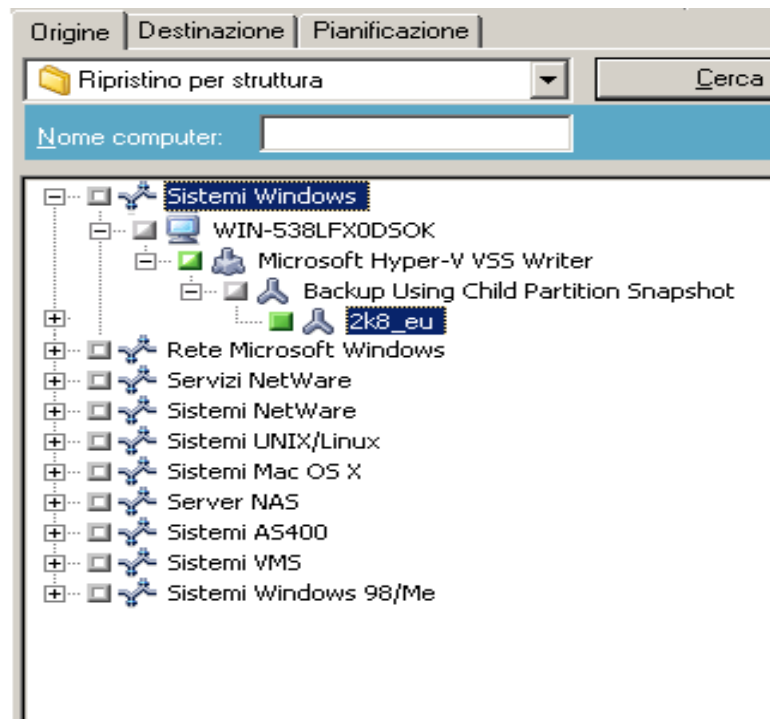 Origine Destinazione Pianificazione
Ripristino per struttura Cerca
Nome computer:
Sistemi Windows
WIN-538LFX0DSOK
Microsoft Hyper-V VSS Writer
Backup Using Child Partition Snapshot
2k8_eu
Rete Microsoft Windows
Servizi NetWare
Sistemi NetWare
Sistemi UNIX/Linux
Sistemi Mac OS X
Server NAS
Sistemi AS400
Sistemi VMS
Sistemi Windows 98/Me